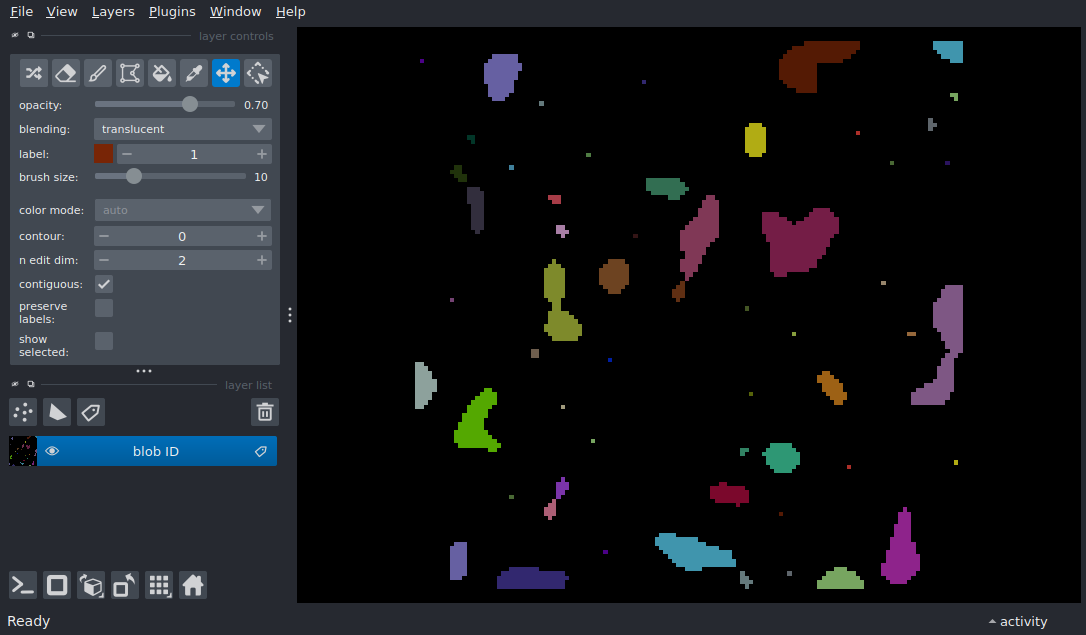 File View Layers Plugins Window Help
layer controls
opacity: 0.70
blending: translucent
label: 1
brush size: 10
color mode: auto
contour: 0
n edit dim: 2
contiguous:
preserve
labels:
show
selected:
layer list
blob ID
Ready
activity